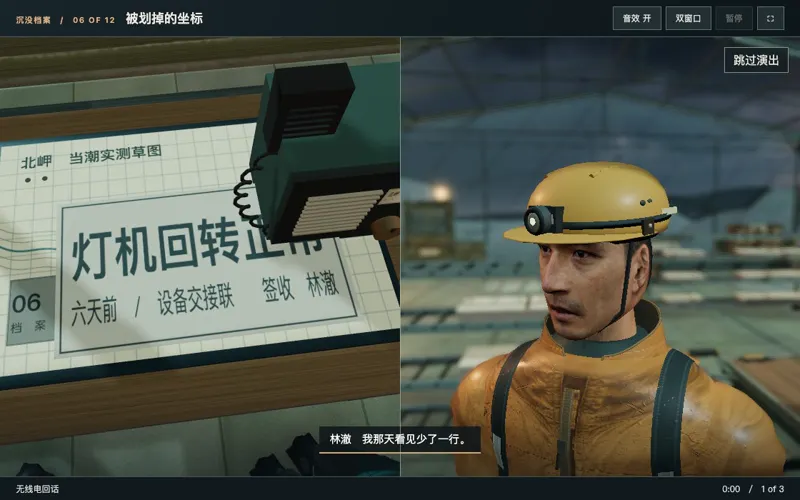 沉没档案 / 06 OF 12 被划掉的坐标
音效 开
双窗口
暂停
跳过演出
北岬 当潮实测草图
灯机回转正常
06
档案
六天前 / 设备交接联 签收 林澈
林澈 我那天看见少了一行。
无线电回话
0:00 / 1 of 3